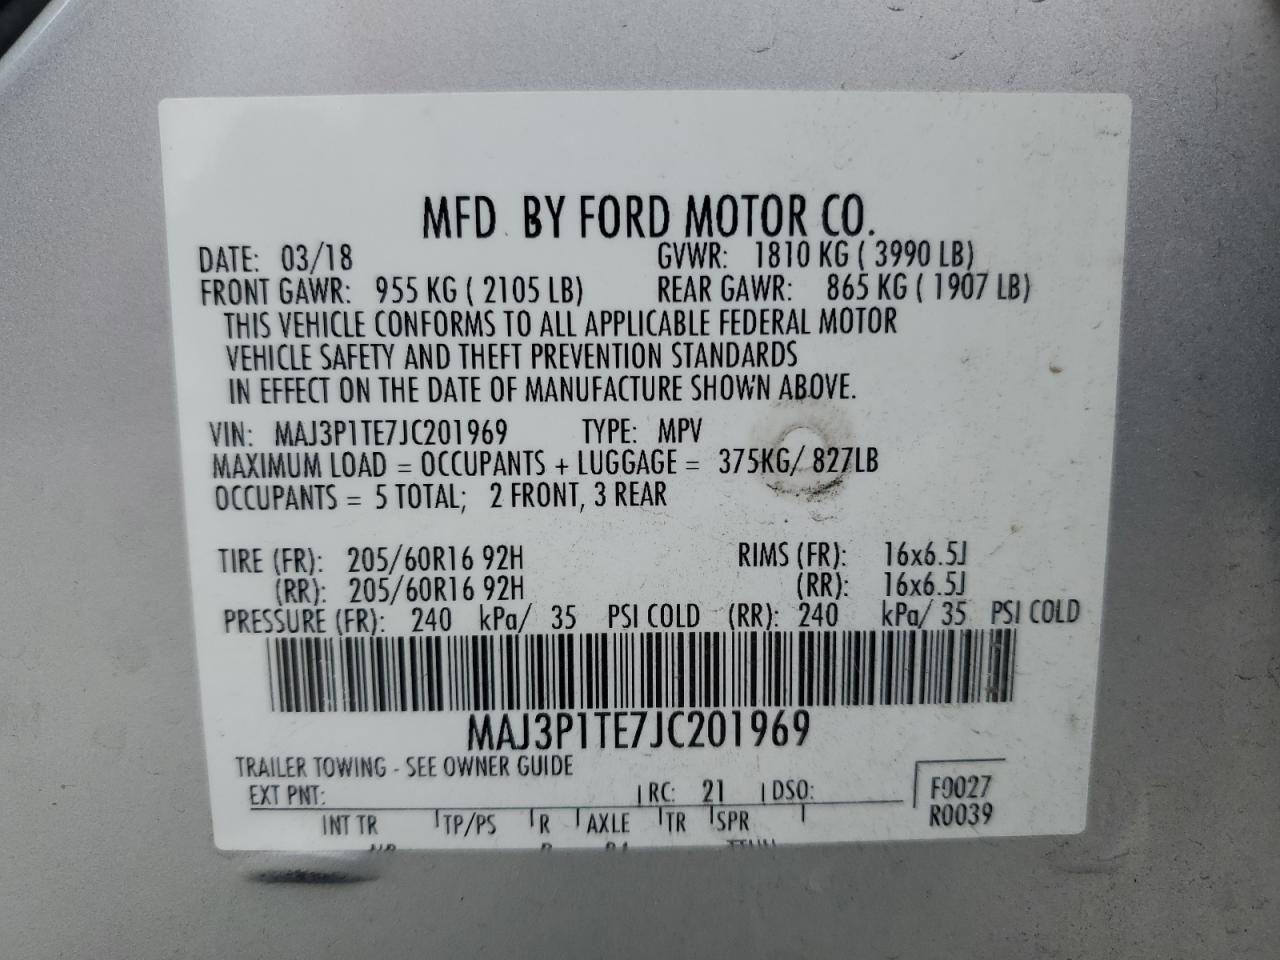 MFD. BY FORD MOTOR CO.
DATE: 03/18 GVWR: 1810 KG ( 3990 LB)
FRONT GAWR: 955 KG ( 2105 LB) REAR GAWR: 865 KG ( 1907 LB)
THIS VEHICLE CONFORMS TO ALL APPLICABLE FEDERAL MOTOR
VEHICLE SAFETY AND THEFT PREVENTION STANDARDS
IN EFFECT ON THE DATE OF MANUFACTURE SHOWN ABOVE.
VIN: MAJ3P1TE7JC201969 TYPE: MPV
MAXIMUM LOAD = OCCUPANTS + LUGGAGE = 375KG/ 827LB
OCCUPANTS = 5 TOTAL; 2 FRONT, 3 REAR
TIRE (FR): 205/60R16 92H RIMS (FR): 16x6.5J
(RR): 205/60R16 92H (RR): 16x6.5J
PRESSURE (FR): 240 kPa/ 35 PSI COLD (RR): 240 kPa/ 35 PSI COLD
MAJ3P1TE7JC201969
TRAILER TOWING - SEE OWNER GUIDE
EXT PNT: RC: 21 DSO: F0027
INT TR TP/PS R AXLE TR SPR R0039